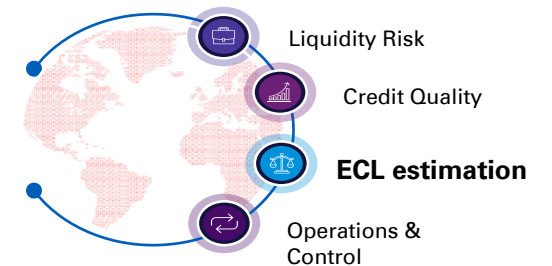 Liquidity Risk
Credit Quality
ECL estimation
Operations &
Control